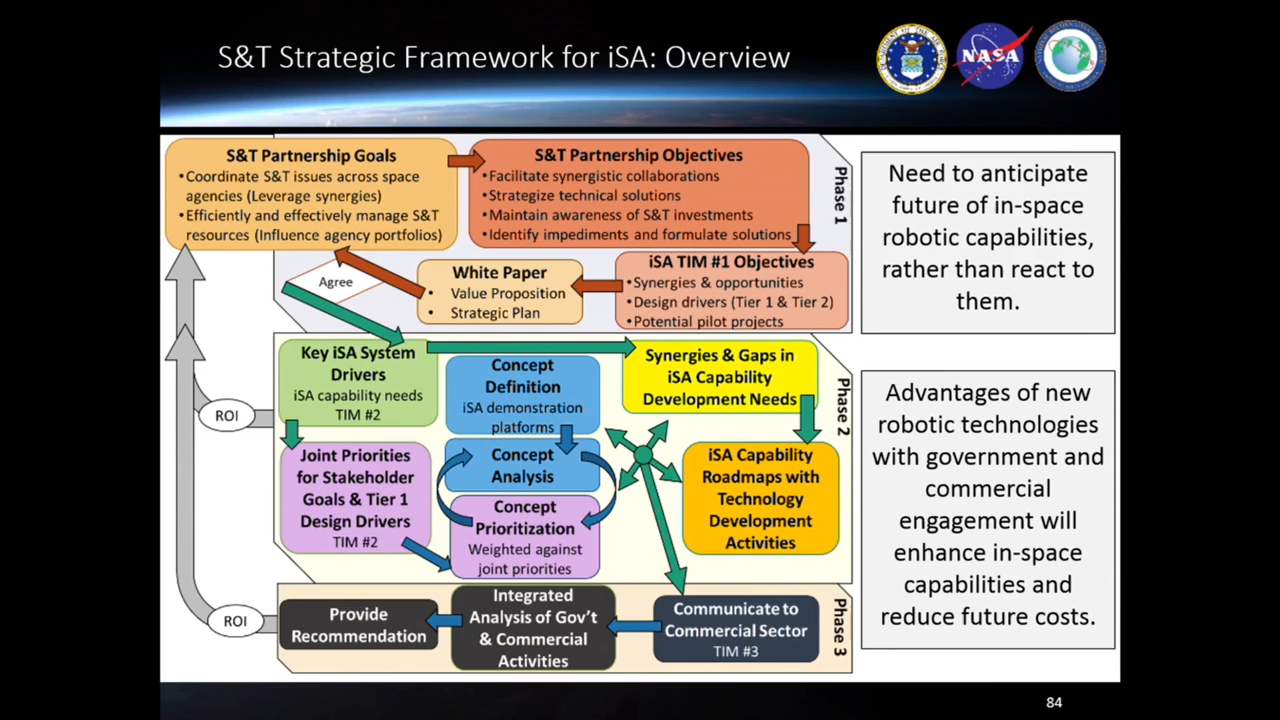 S&T Strategic Framework for iSA: Overview
NASA
S&T Partnership Goals
•Coordinate S&T issues across space
agencies (Leverage synergies)
•Efficiently and effectively manage S&T
resources (Influence agency portfolios)
S&T Partnership Objectives
•Facilitate synergistic collaborations
•Strategize technical solutions
•Maintain awareness of S&T investments
•Identify impediments and formulate solutions
Phase 1
Agree
White Paper
• Value Proposition
• Strategic Plan
iSA TIM #1 Objectives
•Synergies & opportunities
•Design drivers (Tier 1 & Tier 2)
•Potential pilot projects
Key iSA System
Drivers
iSA capability needs
TIM #2
Concept
Definition
iSA demonstration
platforms
Synergies & Gaps in
iSA Capability
Development Needs
Phase 2
ROI
Joint Priorities
for Stakeholder
Goals & Tier 1
Design Drivers
TIM #2
Concept
Analysis
Concept
Prioritization
Weighted against
joint priorities
iSA Capability
Roadmaps with
Technology
Development
Activities
ROI
Provide
Recommendation
Integrated
Analysis of Gov't
& Commercial
Activities
Communicate to
Commercial Sector
TIM #3
Phase 3
Need to anticipate
future of in-space
robotic capabilities,
rather than react to
them.
Advantages of new
robotic technologies
with government and
commercial
engagement will
enhance in-space
capabilities and
reduce future costs.
84